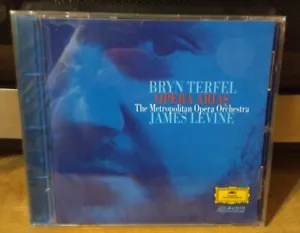 BRYN TERFEL
OPERA ARIAS
The Metropolitan Opera Orchestra
JAMES LEVINE